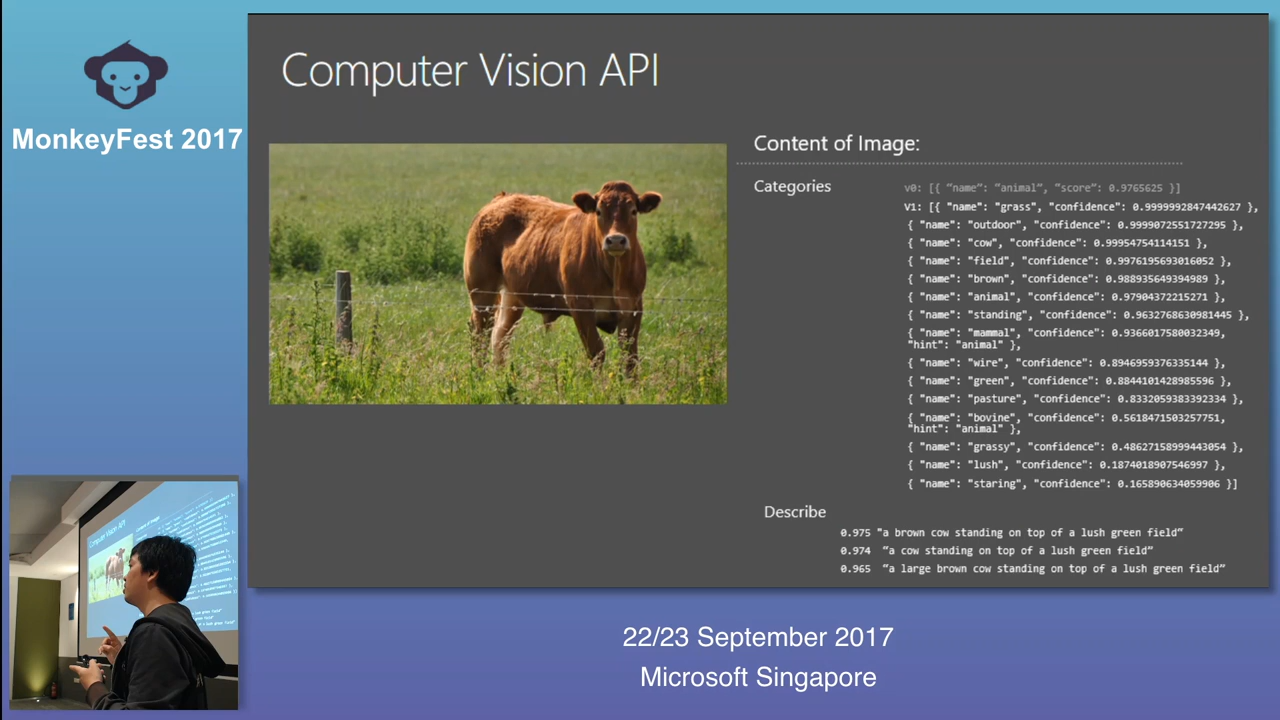 MonkeyFest 2017
Computer Vision API
Content of Image:
Categories
v0: [{ "name": "animal", "score": 0.9765625 }]
V1: [{ "name": "grass", "confidence": 0.9999992847442627 },
{ "name": "outdoor", "confidence": 0.9999072551727295 },
{ "name": "cow", "confidence": 0.99954754114151 },
{ "name": "field", "confidence": 0.9976195693016052 },
{ "name": "brown", "confidence": 0.988935649394989 },
{ "name": "animal", "confidence": 0.97904372215271 },
{ "name": "standing", "confidence": 0.9632768630981445 },
{ "name": "mammal", "confidence": 0.9366017580032349,
"hint": "animal" },
{ "name": "wire", "confidence": 0.8946959376335144 },
{ "name": "green", "confidence": 0.8844101428985596 },
{ "name": "pasture", "confidence": 0.8332059383392334 },
{ "name": "bovine", "confidence": 0.5618471503257751,
"hint": "animal" },
{ "name": "grassy", "confidence": 0.48627158999443054 },
{ "name": "lush", "confidence": 0.1874018907546997 },
{ "name": "staring", "confidence": 0.165890634059906 }]
Describe
0.975 "a brown cow standing on top of a lush green field"
0.974 "a cow standing on top of a lush green field"
0.965 "a large brown cow standing on top of a lush green field"
Computer Vision API
22/23 September 2017
Microsoft Singapore